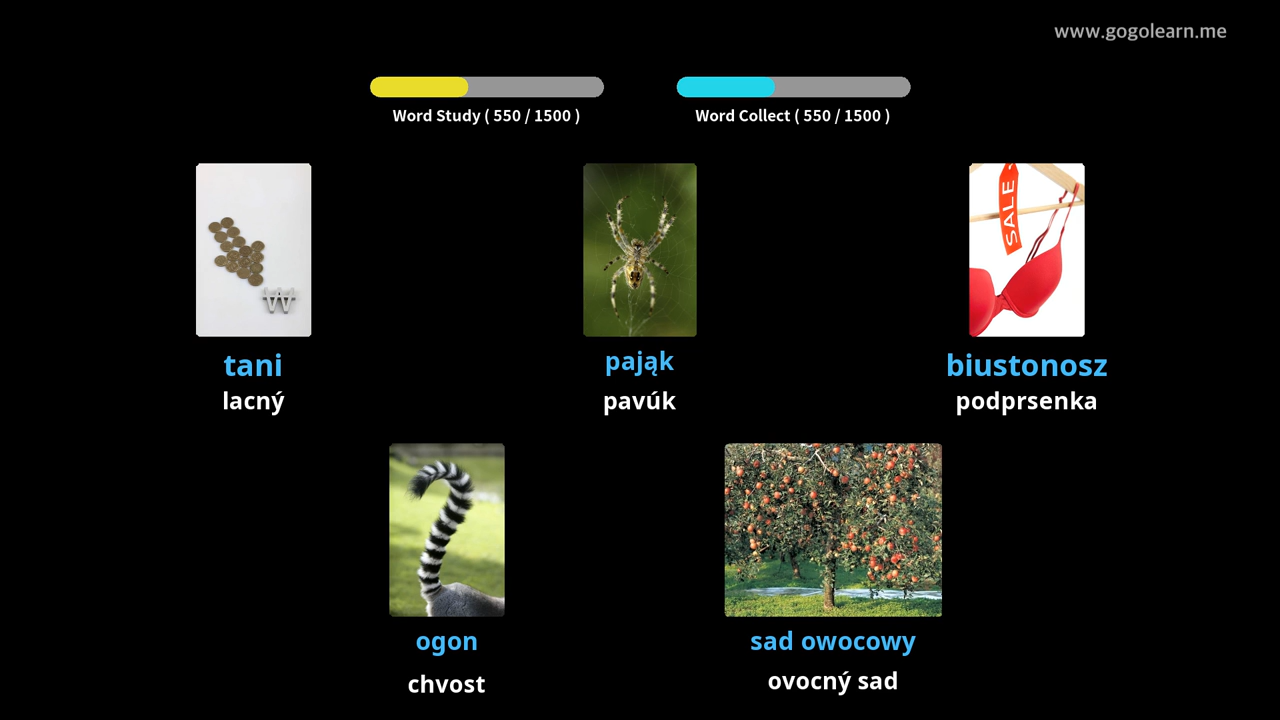 www.gogolearn.me
Word Study ( 550 / 1500 )
Word Collect ( 550 / 1500 )
SALE
tani
lacný
pająk
pavúk
biustonosz
podprsenka
ogon
chvost
sad owocowy
ovocný sad